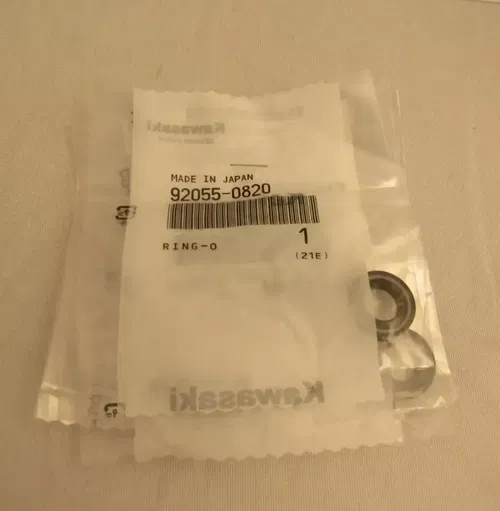 Kawasaki
MADE IN JAPAN
92055-0820
RING-O
1
(21E)
Kawasaki